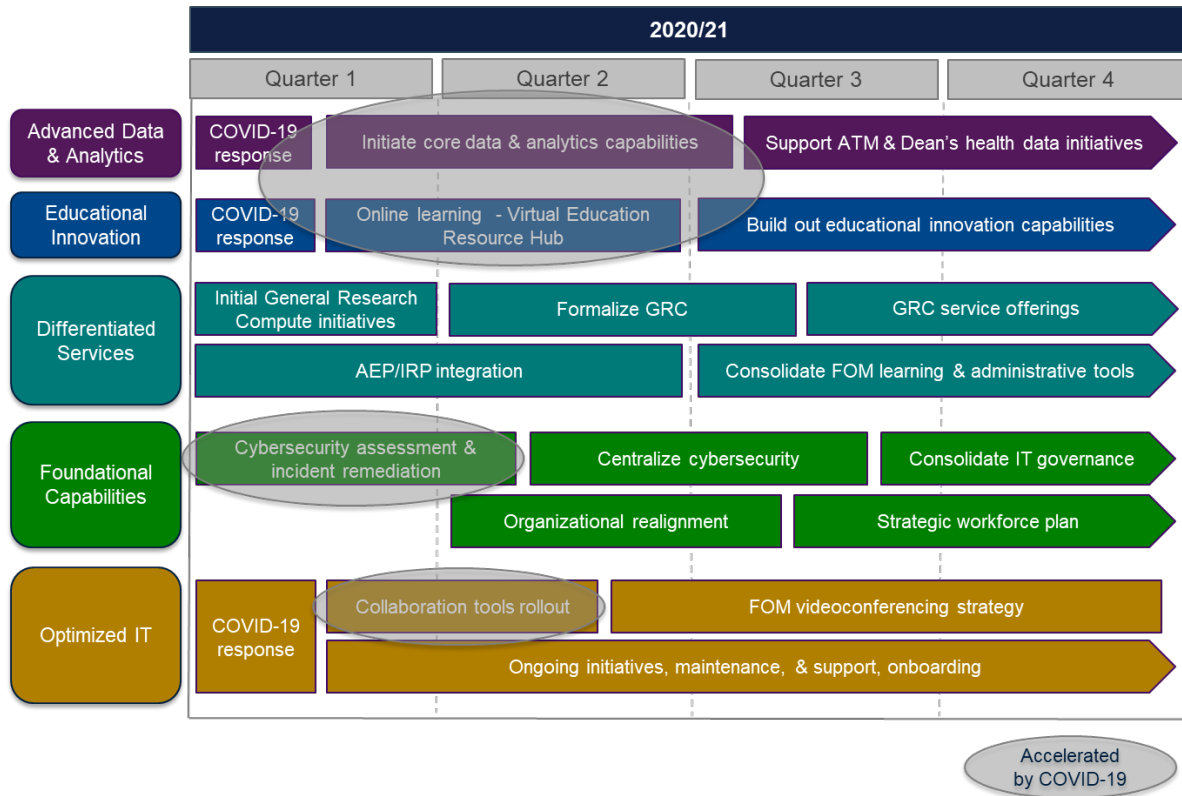 2020/21
Quarter 1
Quarter 2
Quarter 3
Quarter 4
Advanced Data
& Analytics
COVID-19
response
Initiate core data & analytics capabilities
Support ATM & Dean's health data initiatives
Educational
Innovation
COVID-19
response
Online learning - Virtual Education
Resource Hub
Build out educational innovation capabilities
Differentiated
Services
Initial General Research
Compute initiatives
Formalize GRC
GRC service offerings
AEP/IRP integration
Consolidate FOM learning & administrative tools
Foundational
Capabilities
Cybersecurity assessment &
incident remediation
Centralize cybersecurity
Consolidate IT governance
Organizational realignment
Strategic workforce plan
Optimized IT
COVID-19
response
Collaboration tools rollout
FOM videoconferencing strategy
Ongoing initiatives, maintenance, & support, onboarding
Accelerated
by COVID-19